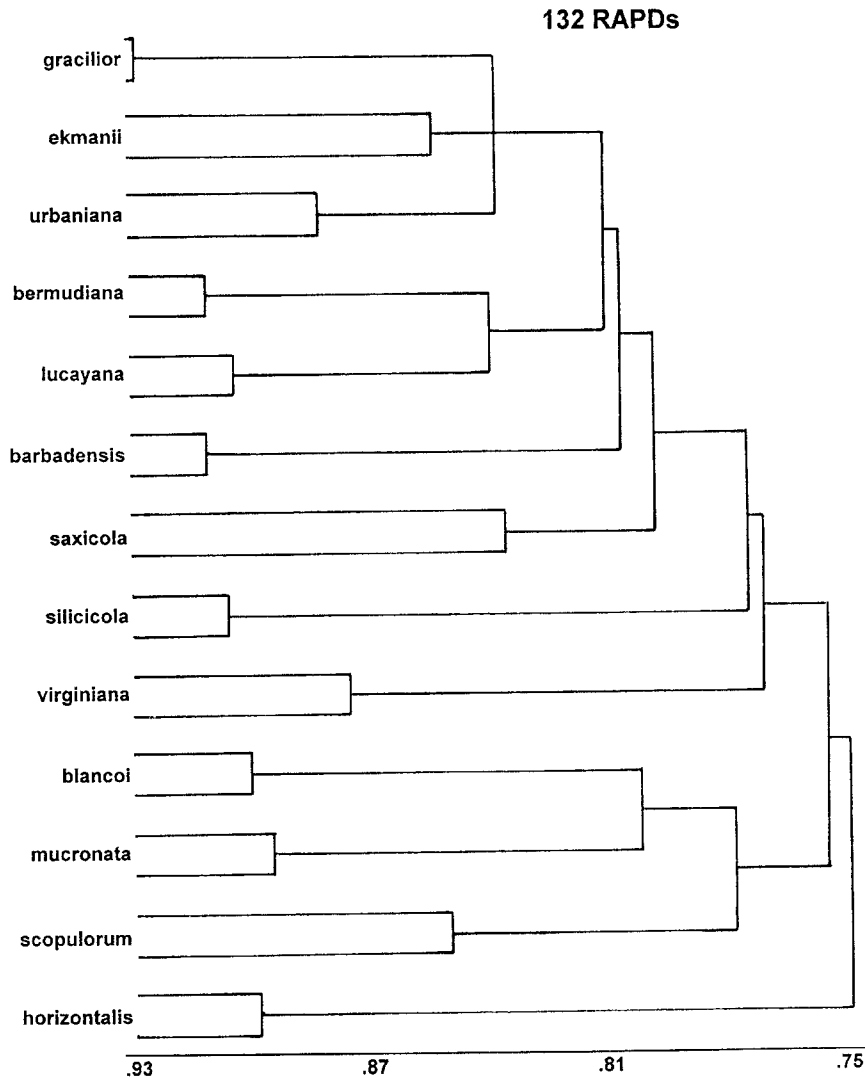 132 RAPDs
gracilior
ekmanii
urbaniana
bermudiana
lucayana
barbadensis
saxicola
silicicola
virginiana
blancoi
mucronata
scopulorum
horizontalis
.93 .87 .81 .75